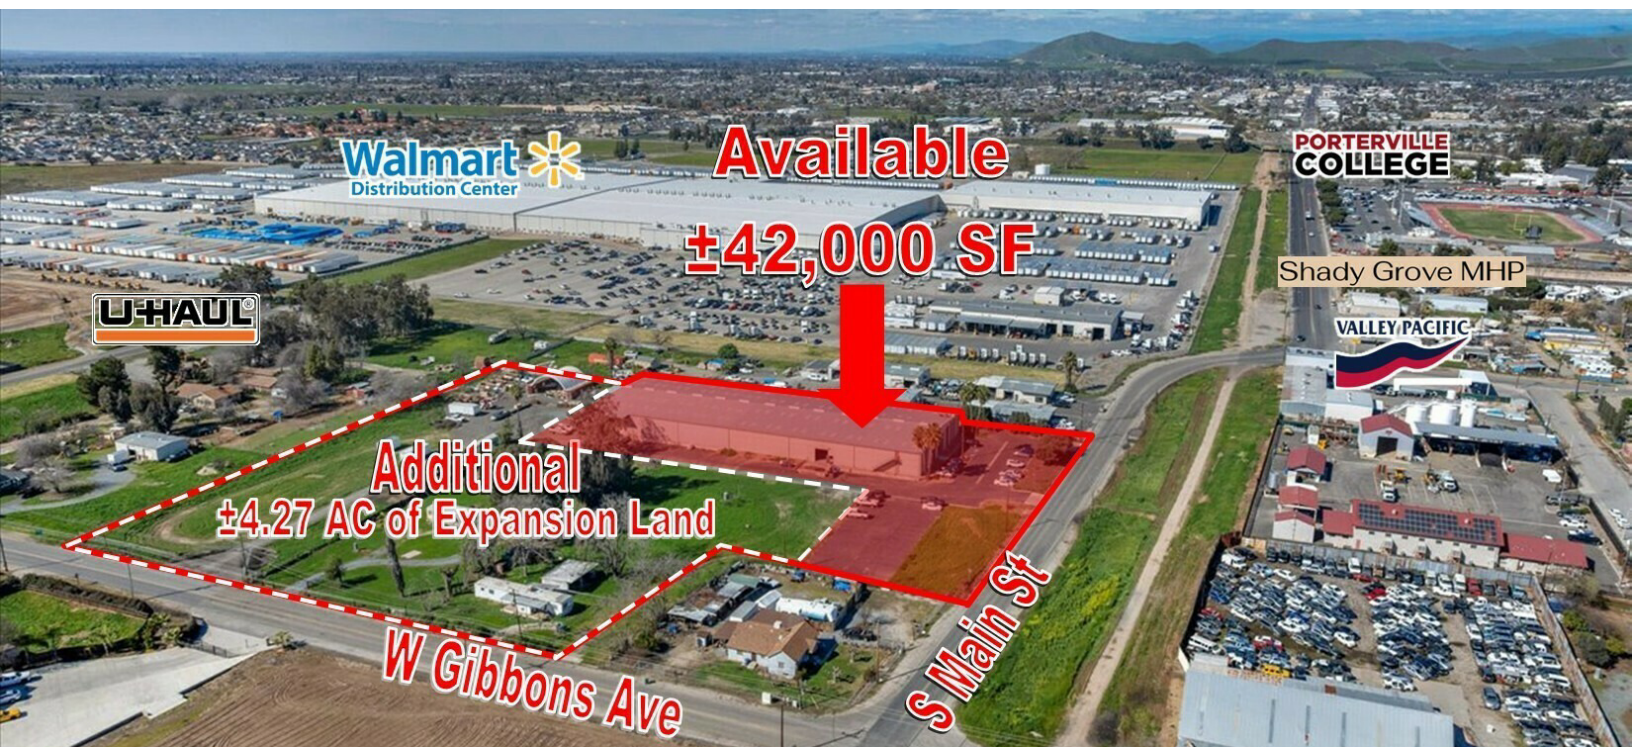 Walmart
Distribution Center
Available
±42,000 SF
PORTERVILLE
COLLEGE
Shady Grove MHP
U-HAUL®
VALLEY PACIFIC
Additional
±4.27 AC of Expansion Land
W Gibbons Ave
S Main St